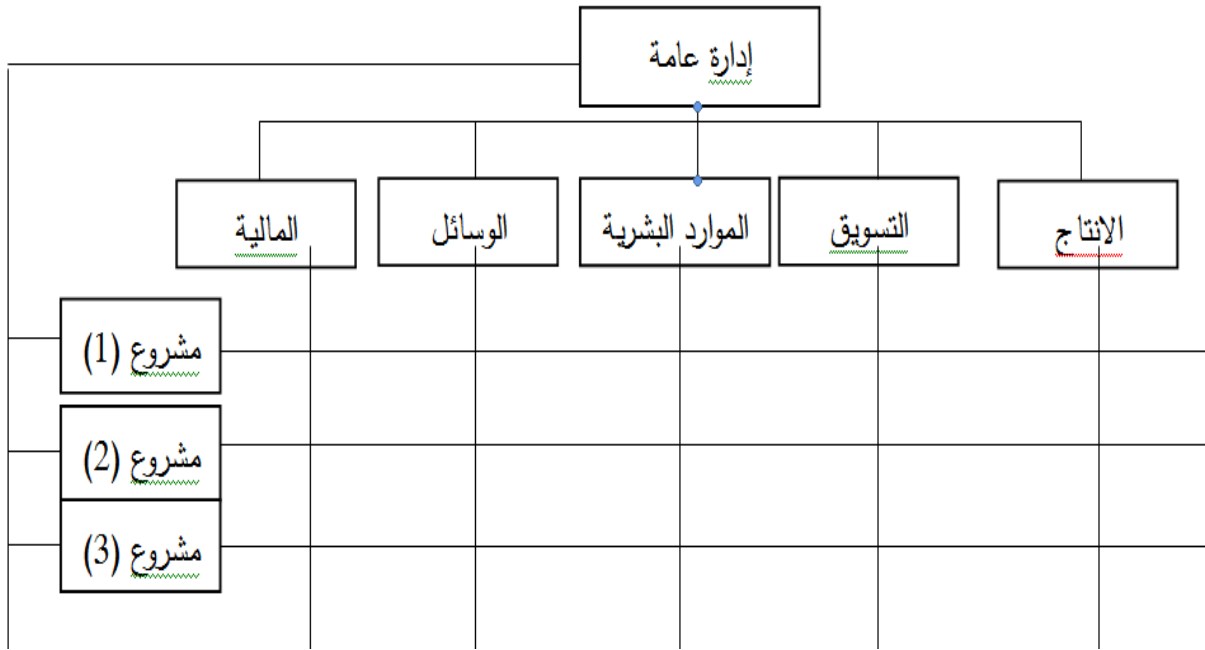 إدارة عامة
الانتاج
التسويق
الموارد البشرية
الوسائل
المالية
مشروع (1)
مشروع (2)
مشروع (3)